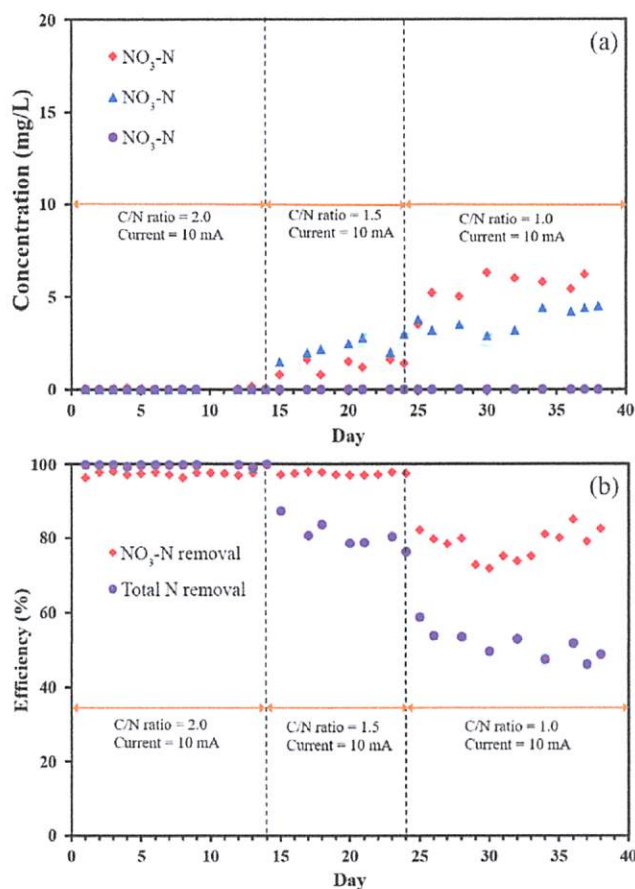 (a)
20
15
10
5
0
Concentration (mg/L)
NO₃-N
NO₃-N
NO₃-N
C/N ratio = 2.0
Current = 10 mA
C/N ratio = 1.5
Current = 10 mA
C/N ratio = 1.0
Current = 10 mA
0 5 10 15 20 25 30 35 40
Day
(b)
100
80
60
40
20
0
Efficiency (%)
NO₃-N removal
Total N removal
C/N ratio = 2.0
Current = 10 mA
C/N ratio = 1.5
Current = 10 mA
C/N ratio = 1.0
Current = 10 mA
0 5 10 15 20 25 30 35 40
Day